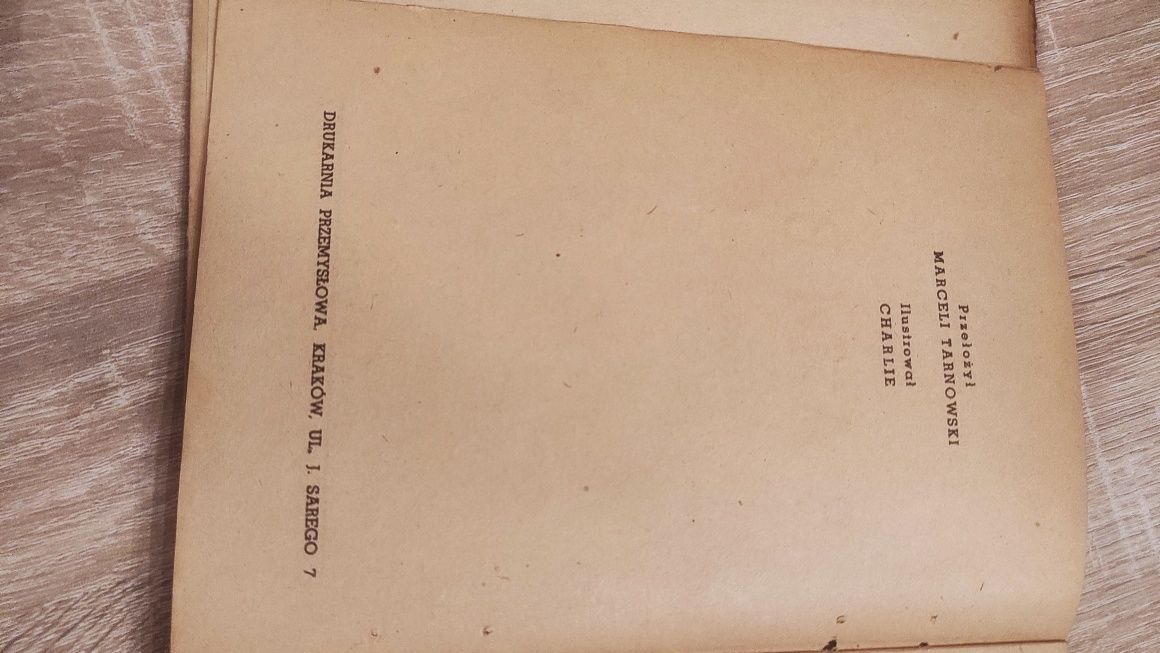 Przełożył
MARCELI TARNOWSKI
Ilustrował
CHARLIE
DRUKARNIA PRZEMYSŁOWA, KRAKÓW, UL. J. SAREGO 7